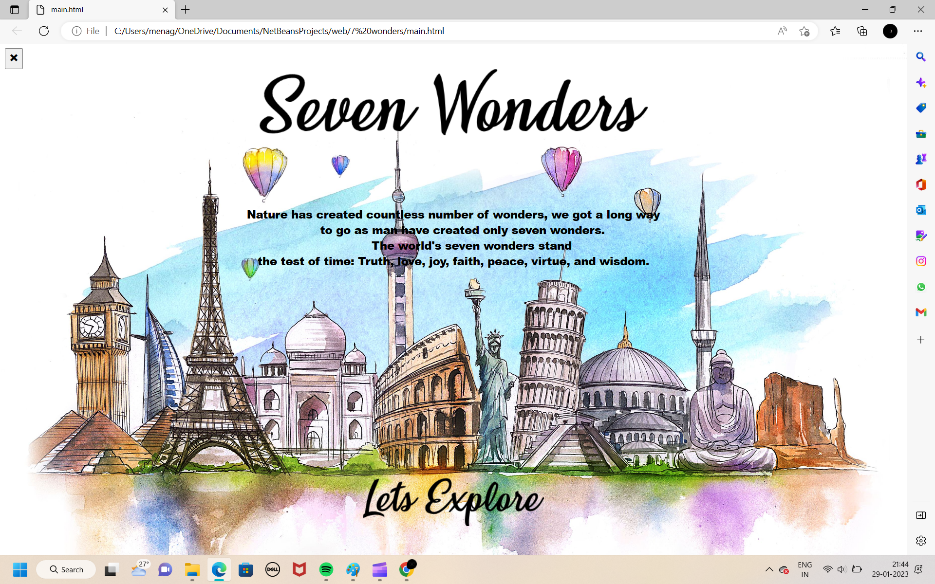 main.html
File
C:/Users/menag/OneDrive/Documents/NetBeansProjects/web/7%20wonders/main.html
Seven Wonders
Nature has created countless number of wonders, we got a long way
to go as man have created only seven wonders.
The world's seven wonders stand
the test of time: Truth, love, joy, faith, peace, virtue, and wisdom.
Lets Explore
27°
Search
DELL
ENG
IN
21:44
29-01-2023